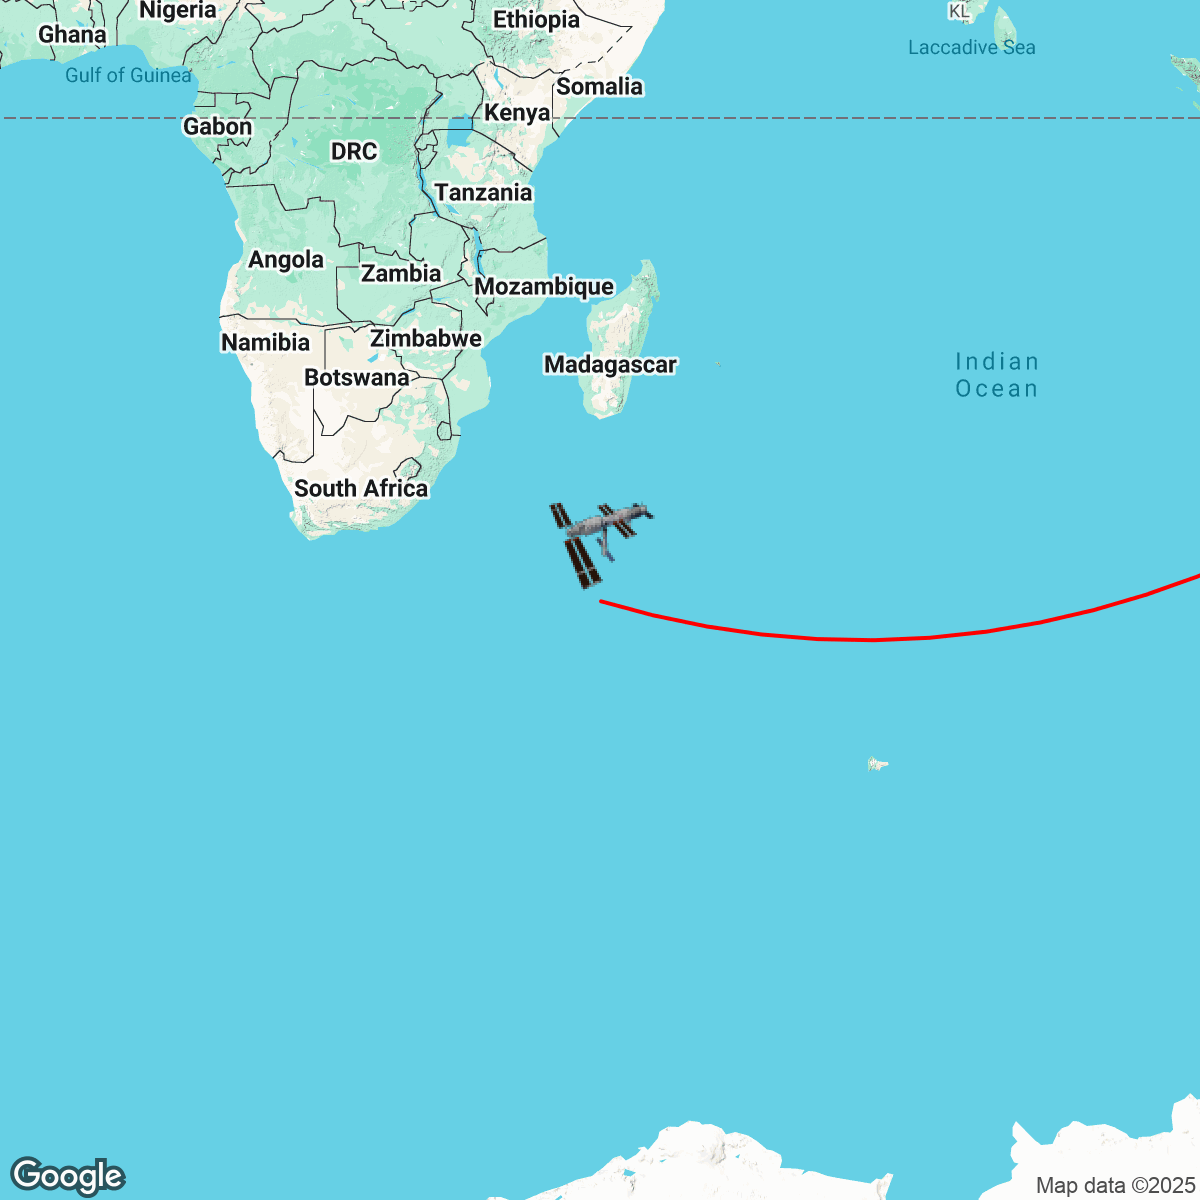 Nigeria
Ethiopia
KL
Ghana
Laccadive Sea
Gulf of Guinea
Somalia
Kenya
Gabon
DRC
Tanzania
Angola
Zambia
Mozambique
Namibia
Zimbabwe
Madagascar
Botswana
Indian
Ocean
South Africa
Google
Map data ©2025